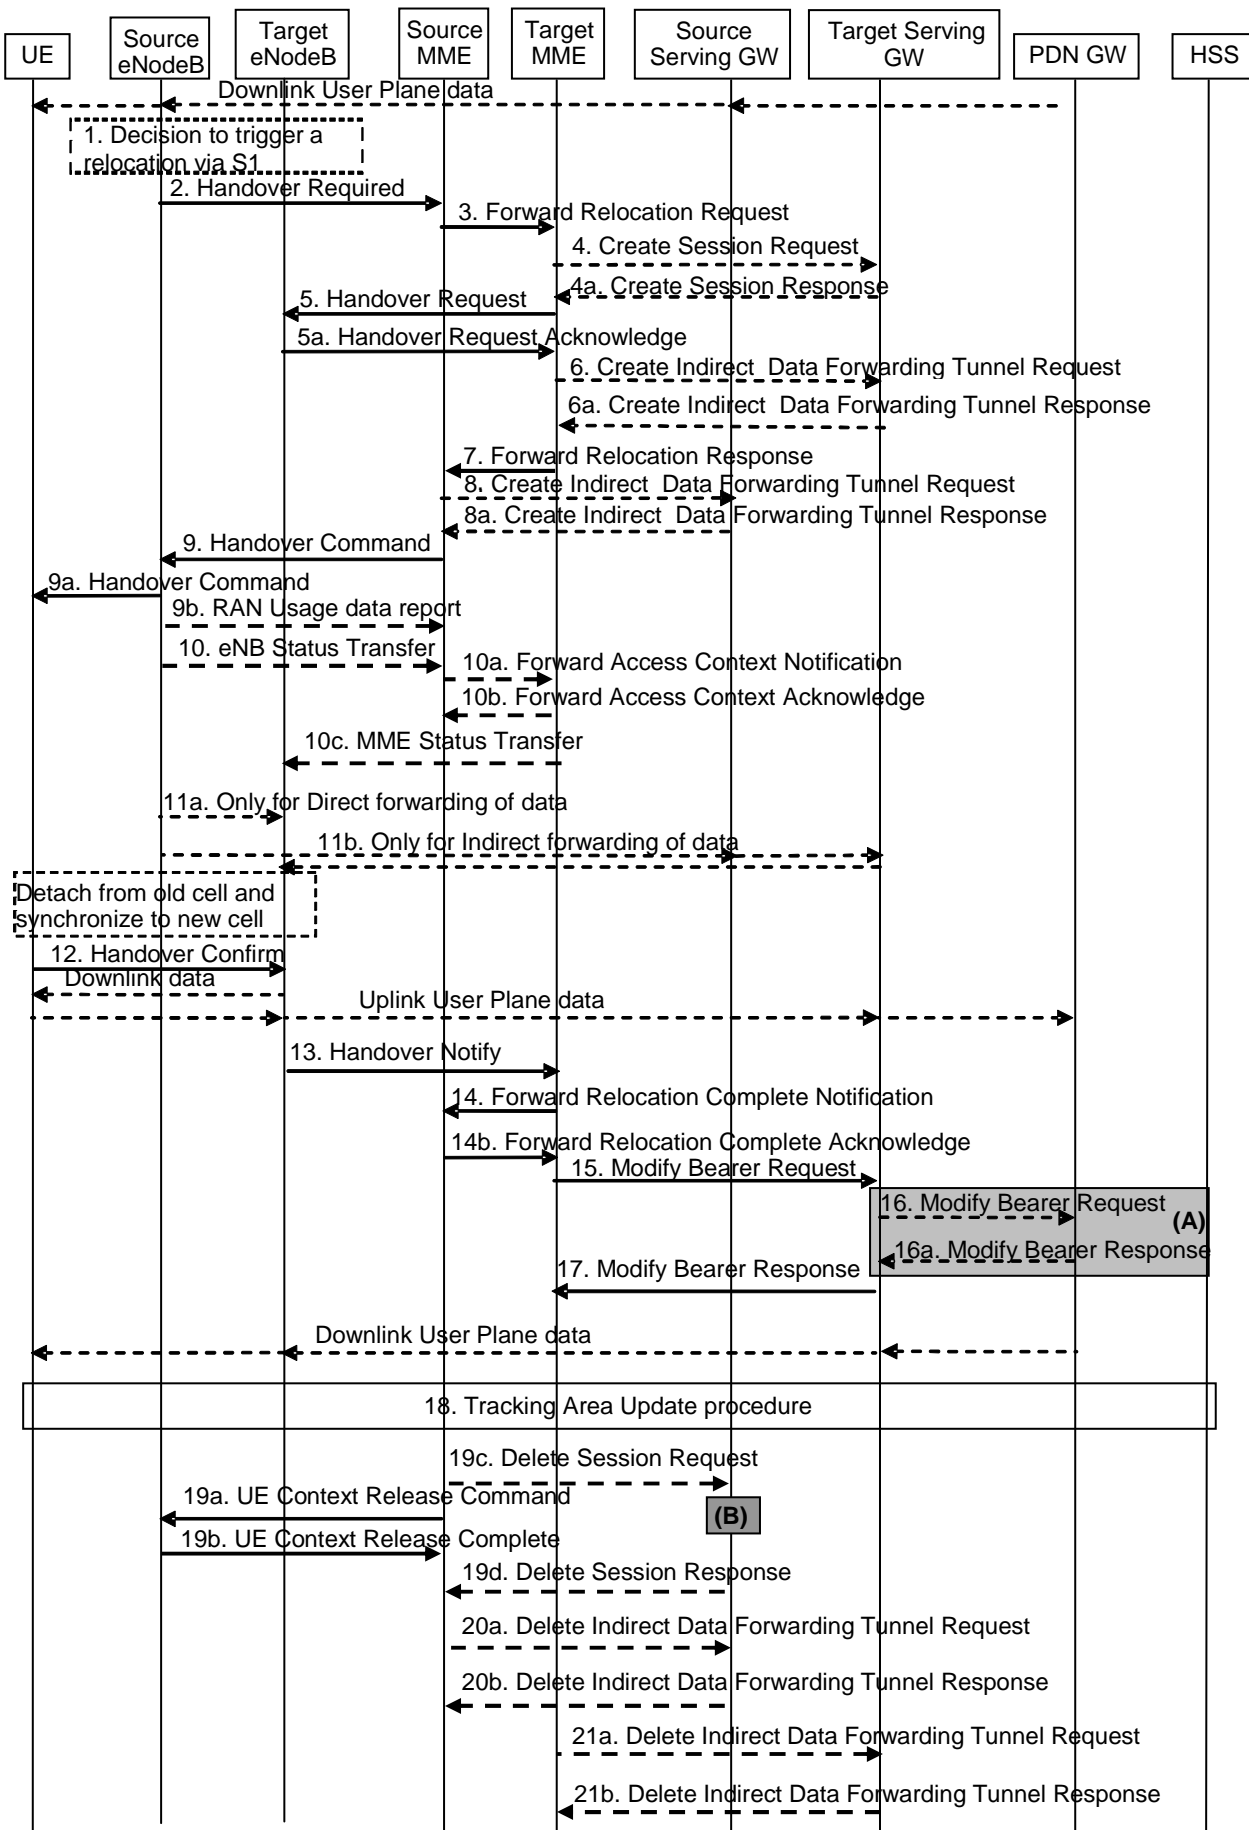 UE
Source
eNodeB
Target
eNodeB
Source
MME
Target
MME
Source
Serving GW
Target Serving
GW
PDN GW
HSS
Downlink User Plane data
1. Decision to trigger a
relocation via S1
2. Handover Required
3. Forward Relocation Request
4. Create Session Request
4a. Create Session Response
5. Handover Request
5a. Handover Request Acknowledge
6. Create Indirect Data Forwarding Tunnel Request
6a. Create Indirect Data Forwarding Tunnel Response
7. Forward Relocation Response
8. Create Indirect Data Forwarding Tunnel Request
8a. Create Indirect Data Forwarding Tunnel Response
9. Handover Command
9a. Handover Command
9b. RAN Usage data report
10. eNB Status Transfer
10a. Forward Access Context Notification
10b. Forward Access Context Acknowledge
10c. MME Status Transfer
11a. Only for Direct forwarding of data
11b. Only for Indirect forwarding of data
Detach from old cell and
synchronize to new cell
12. Handover Confirm
Downlink data
Uplink User Plane data
13. Handover Notify
14. Forward Relocation Complete Notification
14b. Forward Relocation Complete Acknowledge
15. Modify Bearer Request
16. Modify Bearer Request
(A)
16a. Modify Bearer Response
17. Modify Bearer Response
Downlink User Plane data
18. Tracking Area Update procedure
19c. Delete Session Request
19a. UE Context Release Command
(B)
19b. UE Context Release Complete
19d. Delete Session Response
20a. Delete Indirect Data Forwarding Tunnel Request
20b. Delete Indirect Data Forwarding Tunnel Response
21a. Delete Indirect Data Forwarding Tunnel Request
21b. Delete Indirect Data Forwarding Tunnel Response